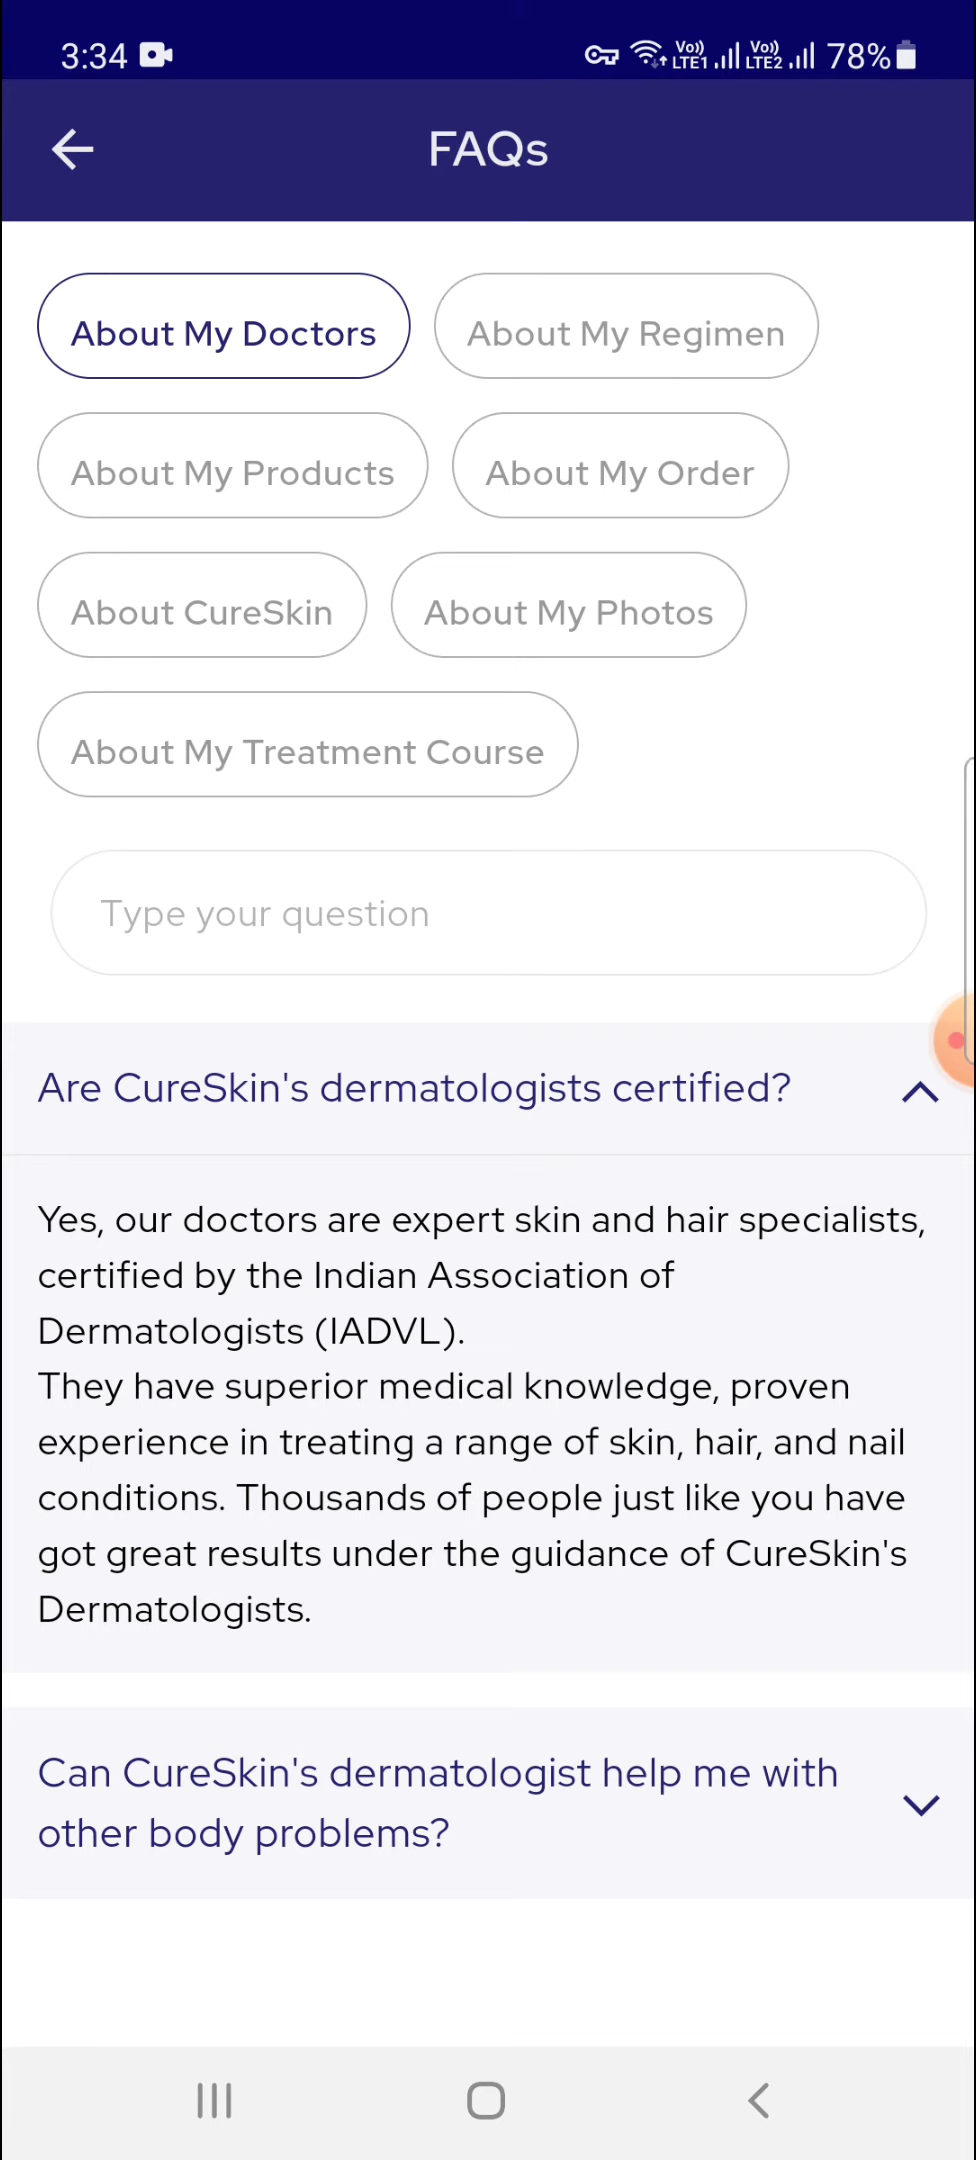 3:34
Vo)) LTE1 Vo)) LTE2 78%
FAQs
About My Doctors
About My Regimen
About My Products
About My Order
About CureSkin
About My Photos
About My Treatment Course
Type your question
Are CureSkin's dermatologists certified?
Yes, our doctors are expert skin and hair specialists,
certified by the Indian Association of
Dermatologists (IADVL).
They have superior medical knowledge, proven
experience in treating a range of skin, hair, and nail
conditions. Thousands of people just like you have
got great results under the guidance of CureSkin's
Dermatologists.
Can CureSkin's dermatologist help me with
other body problems?